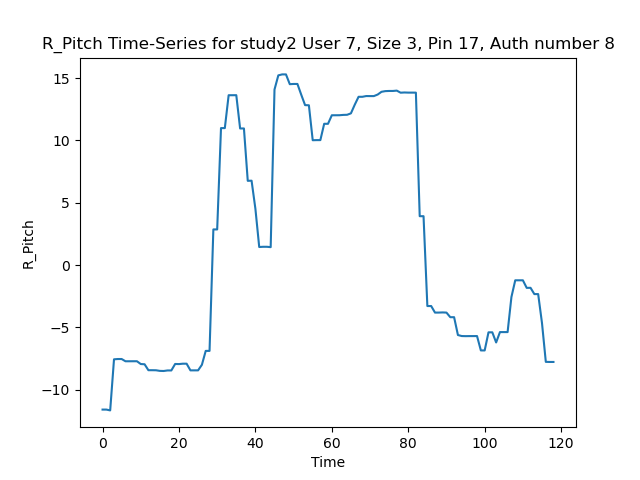 R_Pitch Time-Series for study2 User 7, Size 3, Pin 17, Auth number 8
15
10
5
0
−5
−10
R_Pitch
0 20 40 60 80 100 120
Time